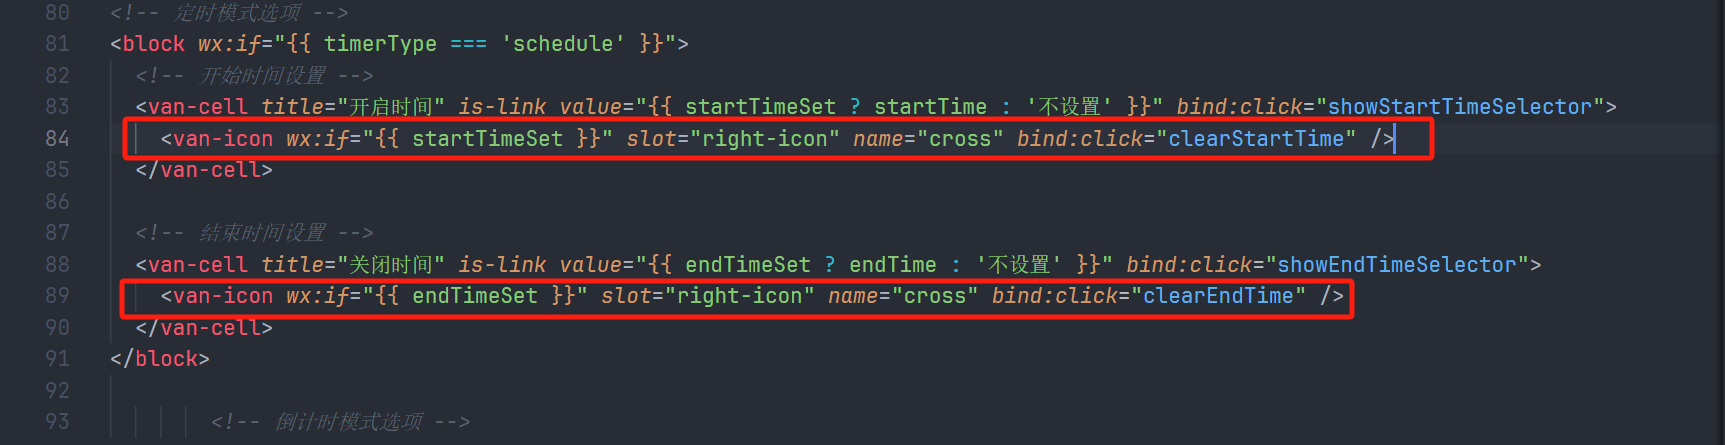 80 <!-- 定时模式选项 -->
81 <block wx:if="{{ timerType === 'schedule' }}">
82 <!-- 开始时间设置 -->
83 <van-cell title="开启时间" is-link value="{{ startTimeSet ? startTime : '不设置' }}" bind:click="showStartTimeSelector">
84 <van-icon wx:if="{{ startTimeSet }}" slot="right-icon" name="cross" bind:click="clearStartTime" />
85 </van-cell>
86
87 <!-- 结束时间设置 -->
88 <van-cell title="关闭时间" is-link value="{{ endTimeSet ? endTime : '不设置' }}" bind:click="showEndTimeSelector">
89 <van-icon wx:if="{{ endTimeSet }}" slot="right-icon" name="cross" bind:click="clearEndTime" />
90 </van-cell>
91 </block>
92
93 <!-- 倒计时模式选项 -->